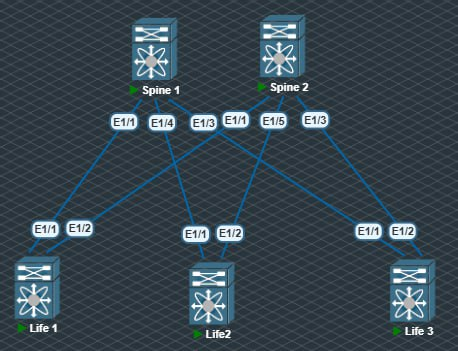 Spine 1
Spine 2
E1/1
E1/4
E1/3
E1/1
E1/5
E1/3
E1/1
E1/2
E1/1
E1/2
E1/1
E1/2
Life 1
Life2
Life 3